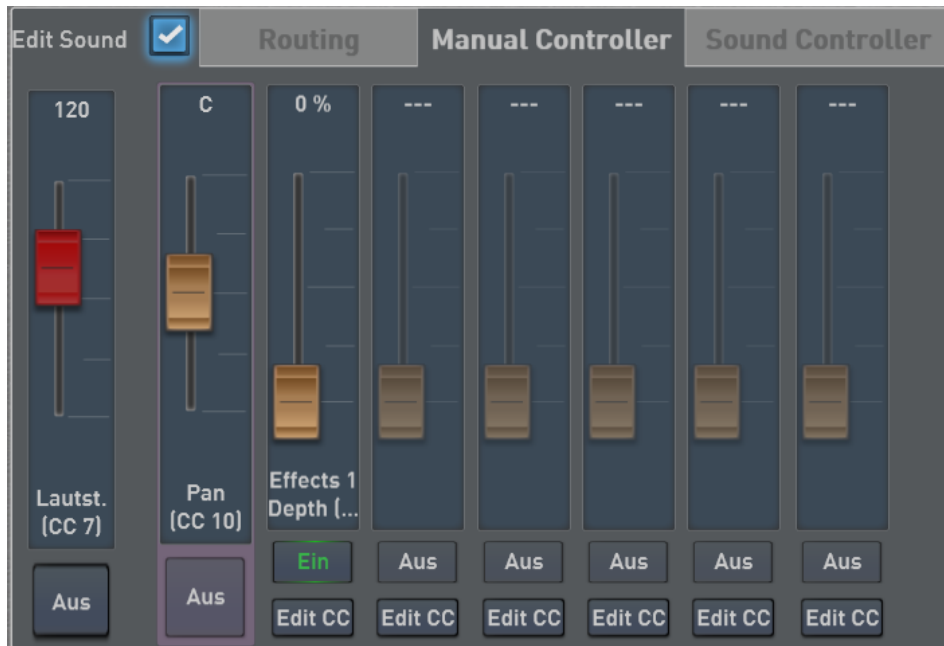 Edit Sound
Routing
Manual Controller
Sound Controller
120
C
0 %
---
---
---
---
---
Lautst.
(CC 7)
Pan
(CC 10)
Effects 1
Depth (...
Aus
Aus
Ein
Aus
Aus
Aus
Aus
Aus
Edit CC
Edit CC
Edit CC
Edit CC
Edit CC
Edit CC